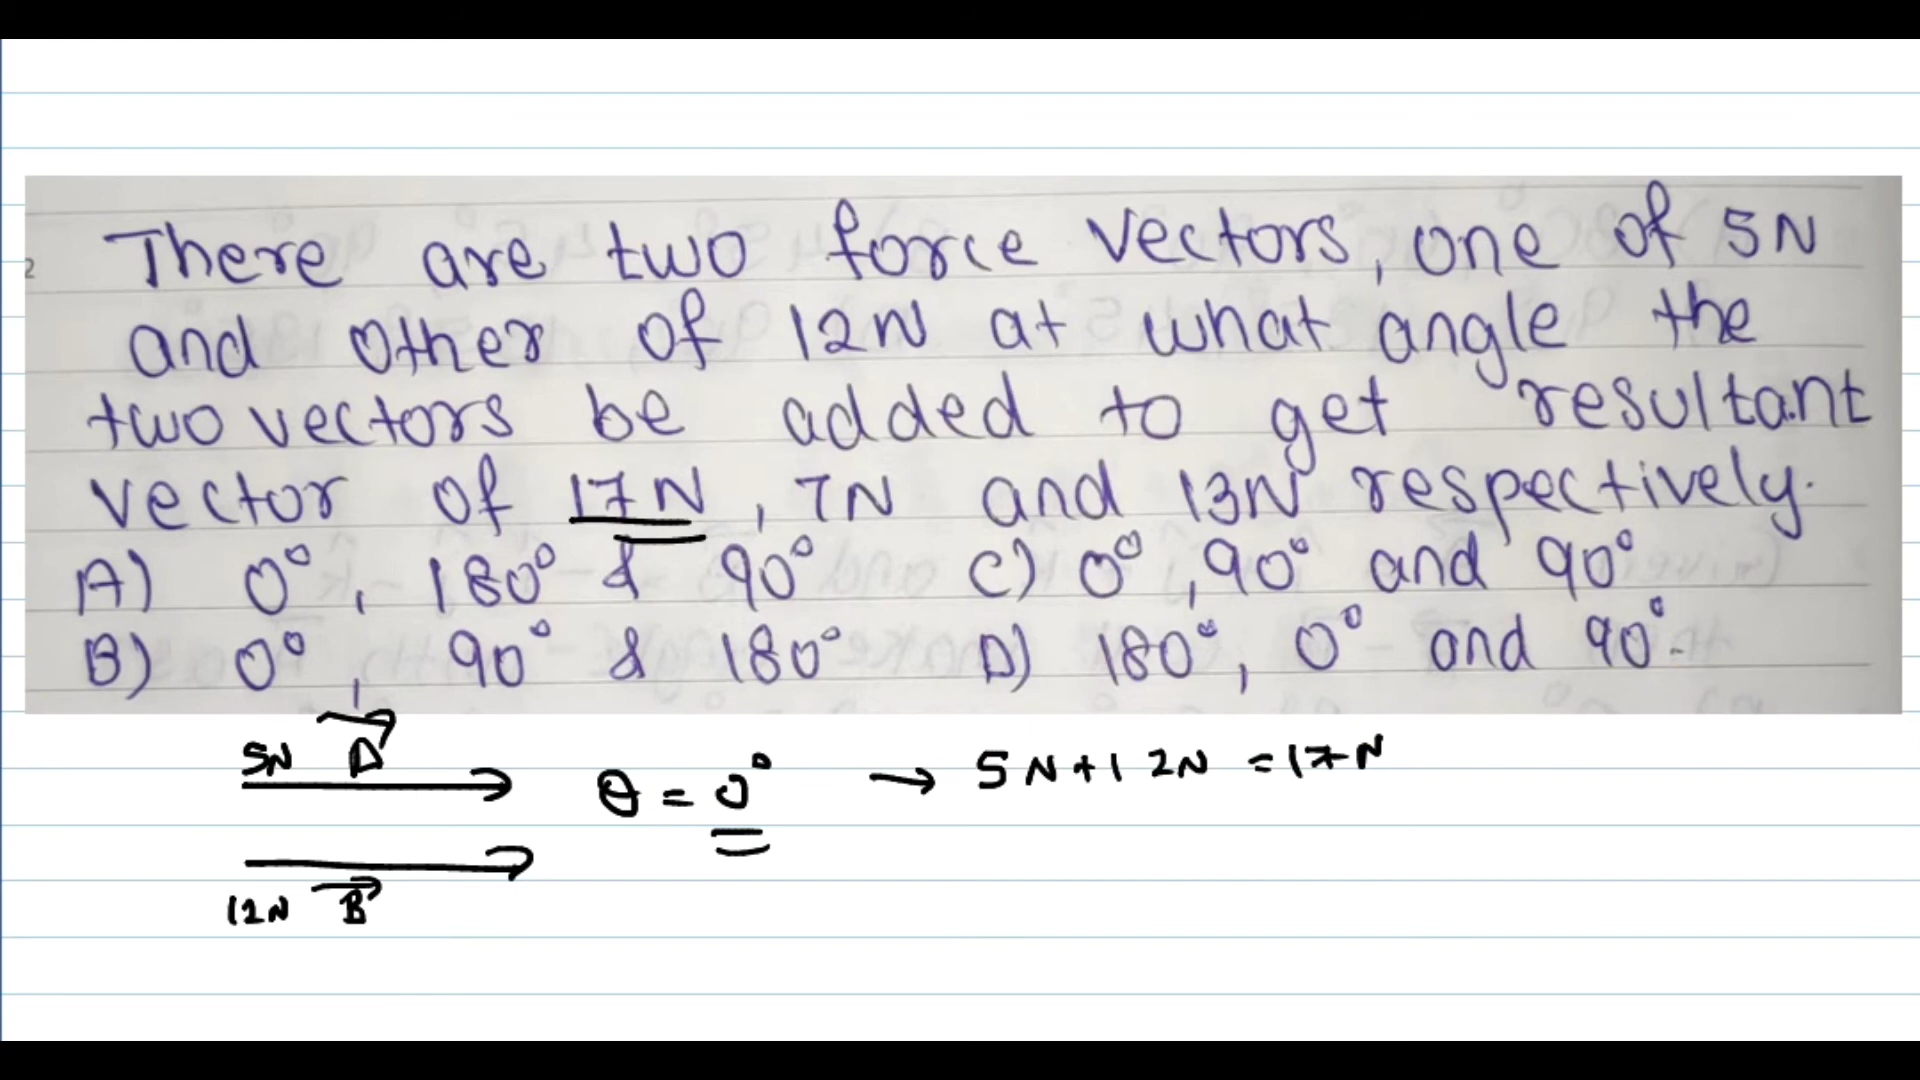 There are two force vectors, one of 5N
and other of 12N at what angle the
two vectors be added to get resultant
vector of 17N, 7N and 13N respectively.
A) 0°, 180° & 90° C) 0°, 90° and 90°
B) 0°, 90° & 180° D) 180°, 0° and 90°.
5N A→ θ = 0° → 5N+12N = 17N
12N B→